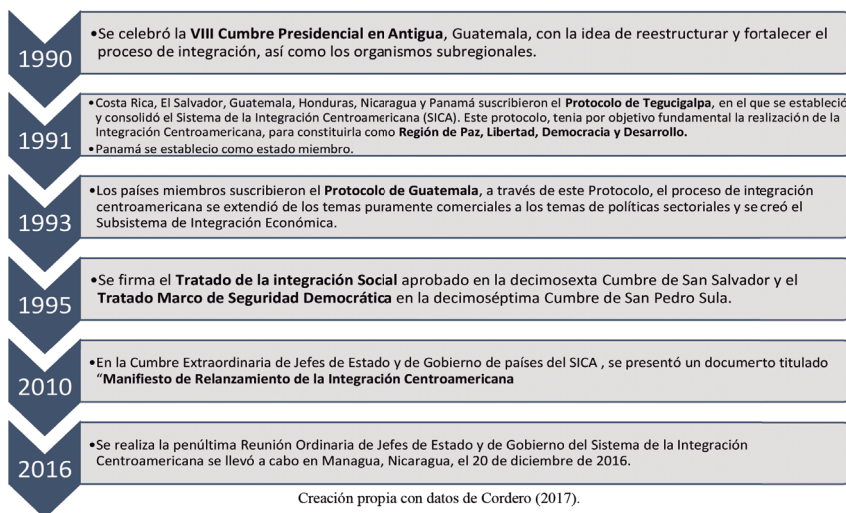 1990
•Se celebró la VIII Cumbre Presidencial en Antigua, Guatemala, con la idea de reestructurar y fortalecer el
proceso de integración, así como los organismos subregionales.
1991
•Costa Rica, El Salvador, Guatemala, Honduras, Nicaragua y Panamá suscribieron el Protocolo de Tegucigalpa, en el que se estableció
y consolidó el Sistema de la Integración Centroamericana (SICA). Este protocolo, tenia por objetivo fundamental la realización de la
Integración Centroamericana, para constituirla como Región de Paz, Libertad, Democracia y Desarrollo.
•Panamá se establecio como estado miembro.
1993
•Los países miembros suscribieron el Protocolo de Guatemala, a través de este Protocolo, el proceso de integración
centroamericana se extendió de los temas puramente comerciales a los temas de políticas sectoriales y se creó el
Subsistema de Integración Económica.
1995
•Se firma el Tratado de la integración Social aprobado en la decimosexta Cumbre de San Salvador y el
Tratado Marco de Seguridad Democrática en la decimoséptima Cumbre de San Pedro Sula.
2010
•En la Cumbre Extraordinaria de Jefes de Estado y de Gobierno de países del SICA , se presentó un documento titulado
“Manifiesto de Relanzamiento de la Integración Centroamericana
2016
•Se realiza la penúltima Reunión Ordinaria de Jefes de Estado y de Gobierno del Sistema de la Integración
Centroamericana se llevó a cabo en Managua, Nicaragua, el 20 de diciembre de 2016.
Creación propia con datos de Cordero (2017).